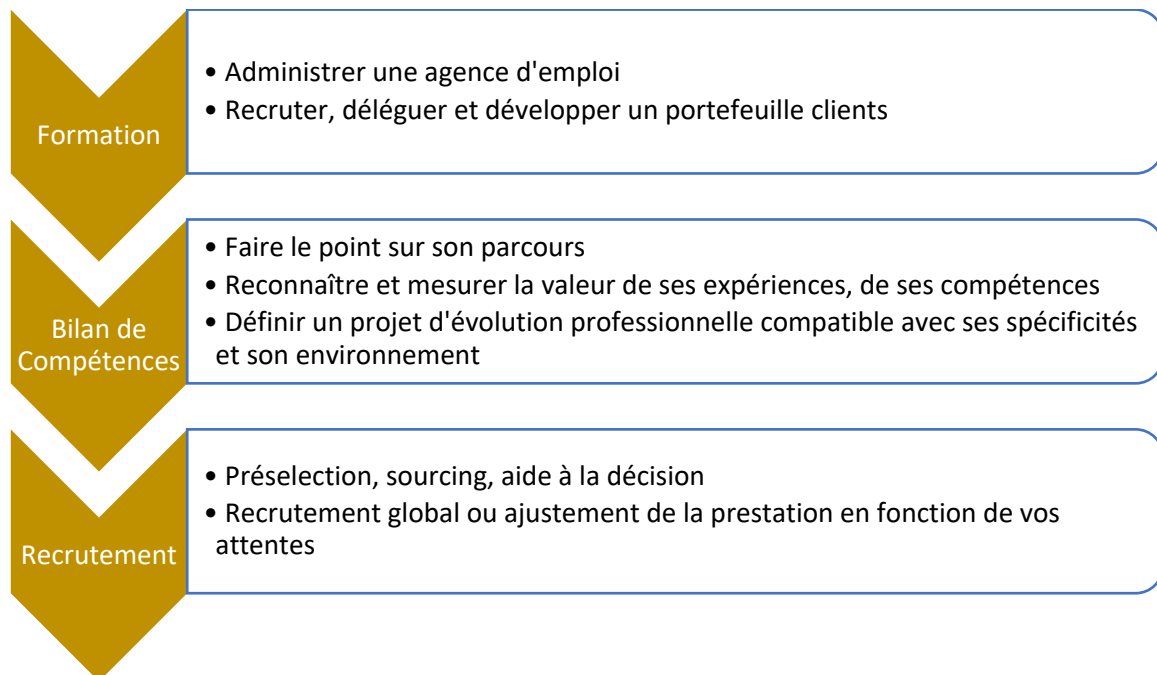 Formation
• Administrer une agence d'emploi
• Recruter, déléguer et développer un portefeuille clients
Bilan de
Compétences
• Faire le point sur son parcours
• Reconnaître et mesurer la valeur de ses expériences, de ses compétences
• Définir un projet d'évolution professionnelle compatible avec ses spécificités
et son environnement
Recrutement
• Préselection, sourcing, aide à la décision
• Recrutement global ou ajustement de la prestation en fonction de vos
attentes